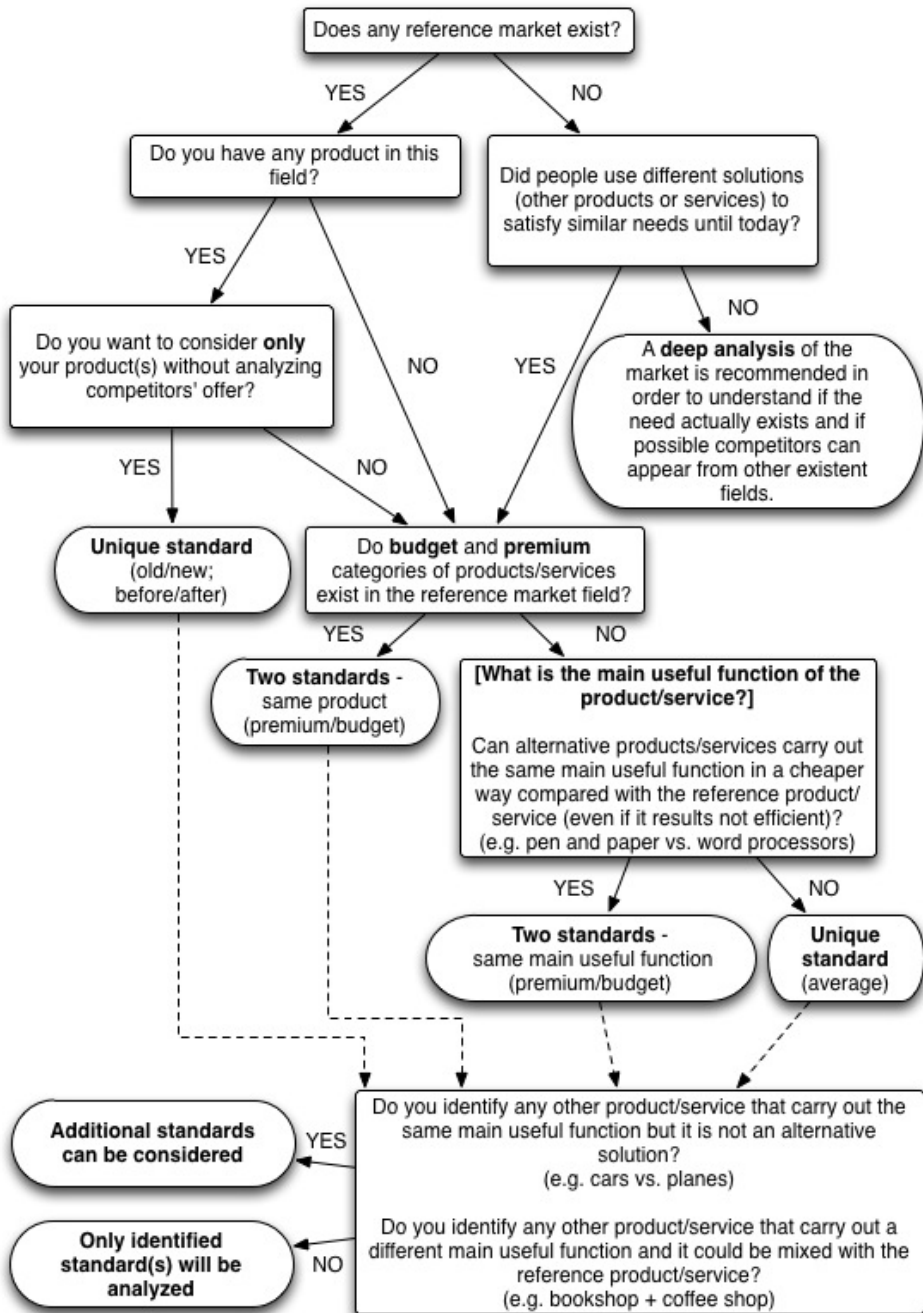 Does any reference market exist?
YES
NO
Do you have any product in this
field?
Did people use different solutions
(other products or services) to
satisfy similar needs until today?
YES
NO
Do you want to consider only
your product(s) without analyzing
competitors' offer?
NO
YES
A deep analysis of the
market is recommended in
order to understand if the
need actually exists and if
possible competitors can
appear from other existent
fields.
YES
NO
Unique standard
(old/new;
before/after)
Do budget and premium
categories of products/services
exist in the reference market field?
YES
NO
Two standards -
same product
(premium/budget)
[What is the main useful function of the
product/service?]
Can alternative products/services carry out
the same main useful function in a cheaper
way compared with the reference product/
service (even if it results not efficient)?
(e.g. pen and paper vs. word processors)
YES
NO
Two standards -
same main useful function
(premium/budget)
Unique
standard
(average)
Do you identify any other product/service that carry out the
same main useful function but it is not an alternative
solution?
(e.g. cars vs. planes)
Do you identify any other product/service that carry out a
different main useful function and it could be mixed with the
reference product/service?
(e.g. bookshop + coffee shop)
YES
Additional standards
can be considered
NO
Only identified
standard(s) will be
analyzed